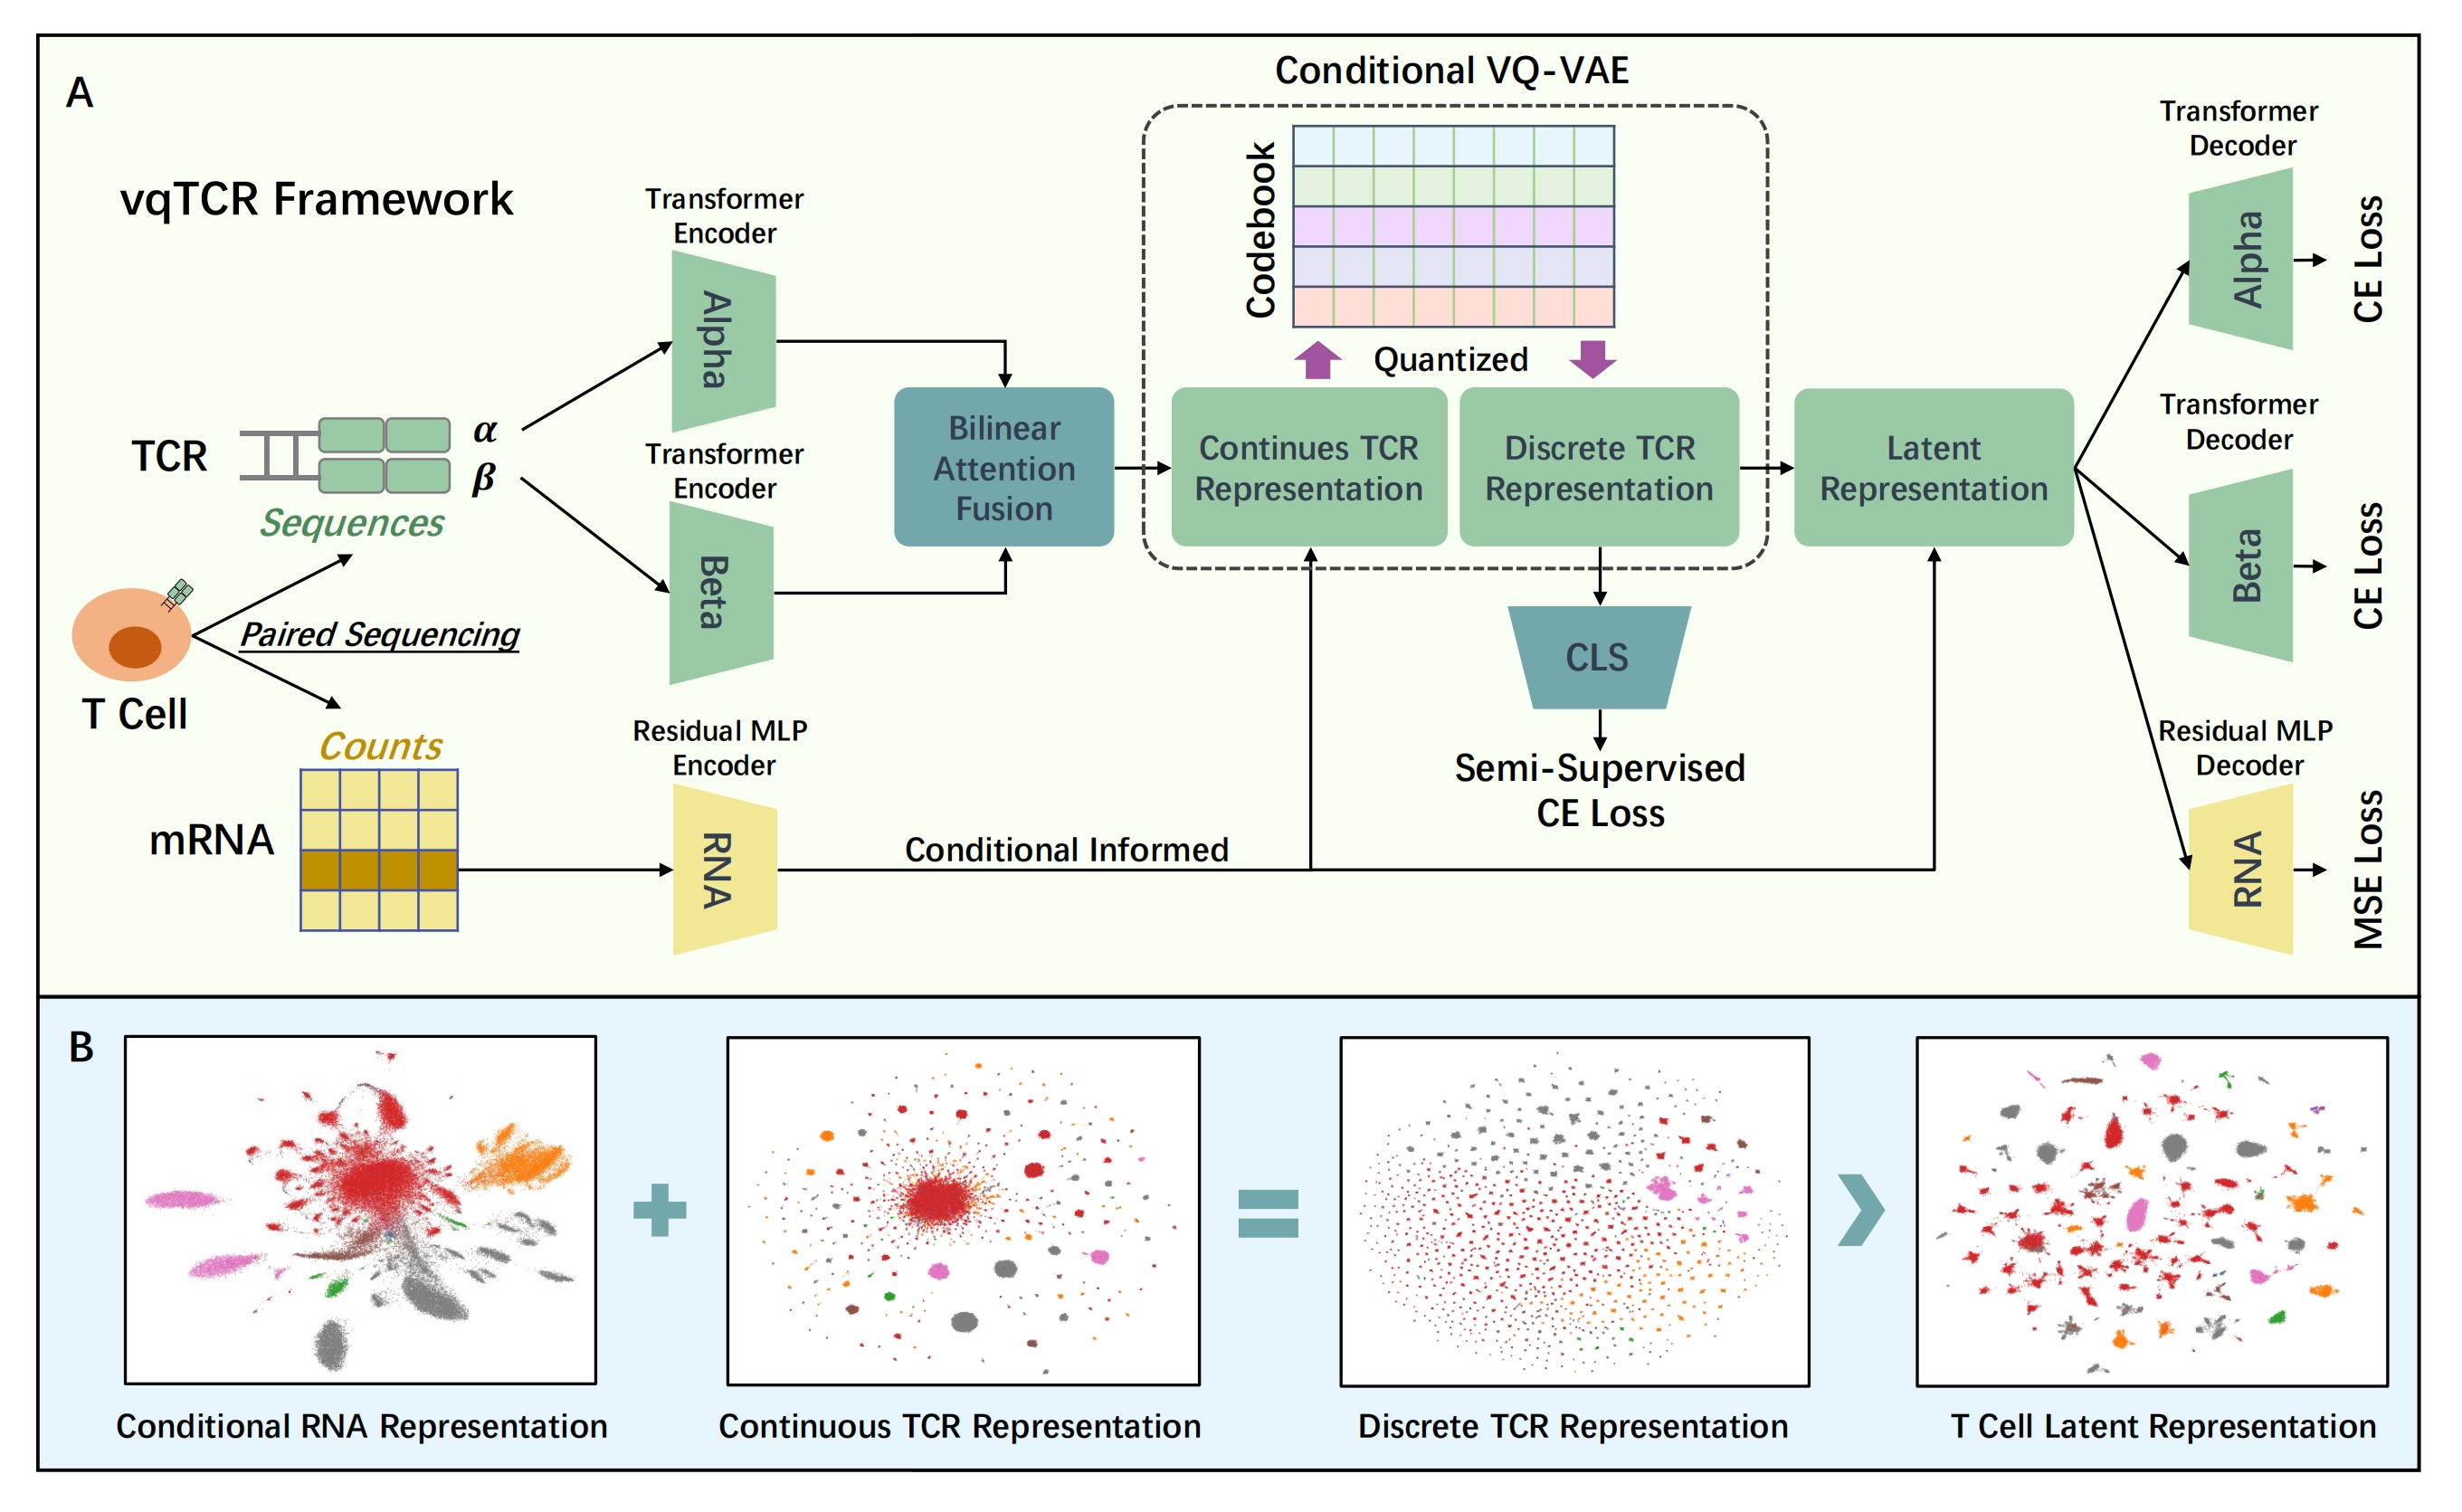 A
vqTCR Framework
Conditional VQ-VAE
Codebook
Quantized
Transformer
Encoder
Alpha
Transformer
Encoder
Beta
TCR
α
β
Sequences
Paired Sequencing
T Cell
Counts
mRNA
Residual MLP
Encoder
RNA
Bilinear
Attention
Fusion
Continues TCR
Representation
Discrete TCR
Representation
Latent
Representation
CLS
Semi-Supervised
CE Loss
Conditional Informed
Transformer
Decoder
Alpha
CE Loss
Transformer
Decoder
Beta
CE Loss
Residual MLP
Decoder
RNA
MSE Loss
B
Conditional RNA Representation
Continuous TCR Representation
Discrete TCR Representation
T Cell Latent Representation